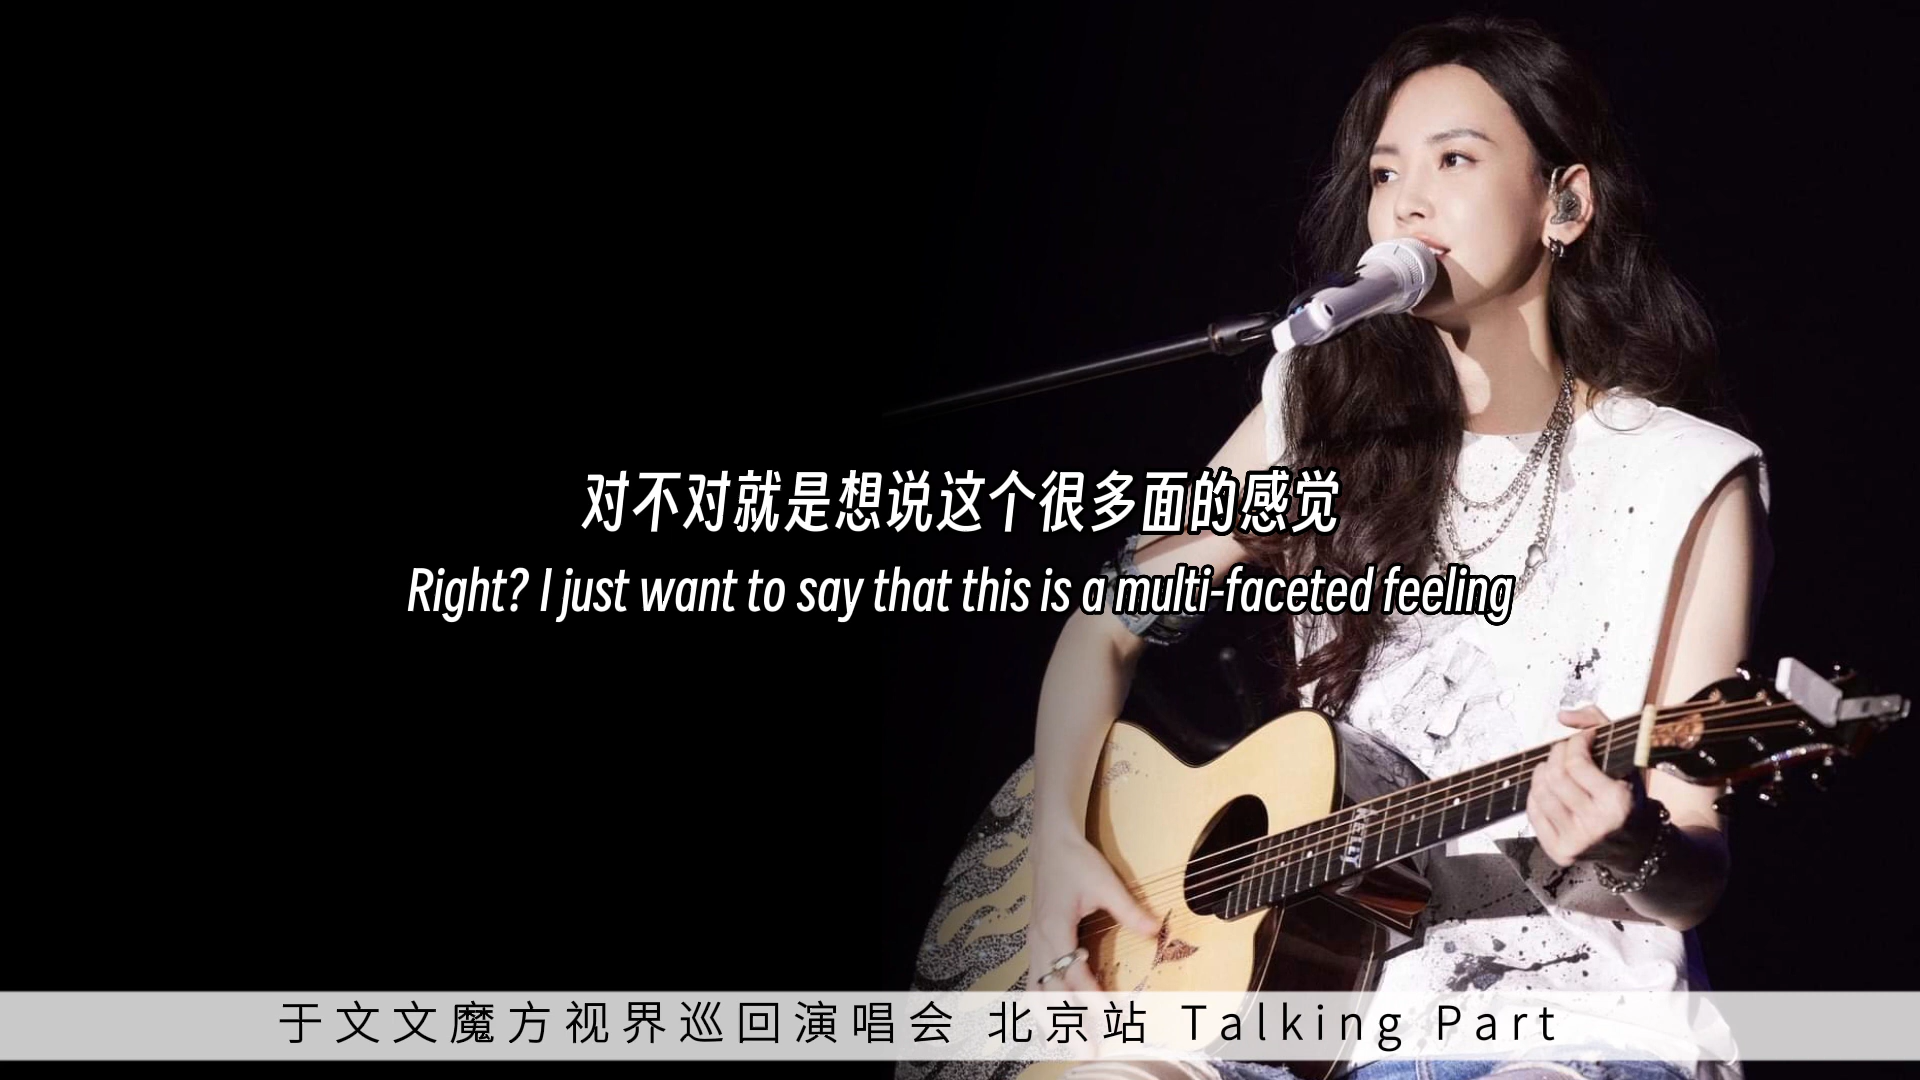 对不对就是想说这个很多面的感觉
Right? I just want to say that this is a multi-faceted feeling
KELLY
于文文魔方视界巡回演唱会 北京站 Talking Part